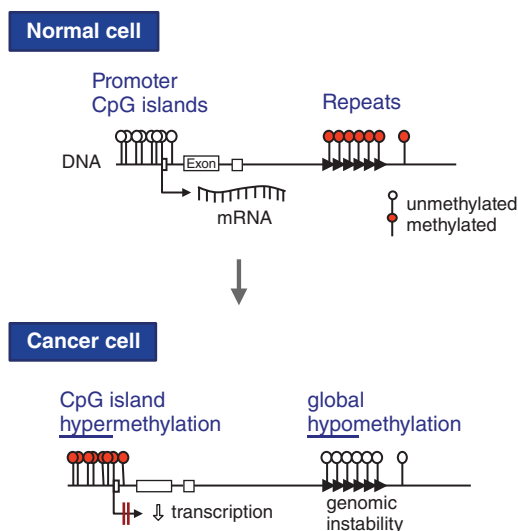 Normal cell
Promoter
CpG islands
Repeats
DNA
Exon
mRNA
unmethylated
methylated
Cancer cell
CpG island
hypermethylation
global
hypomethylation
transcription
genomic
instability